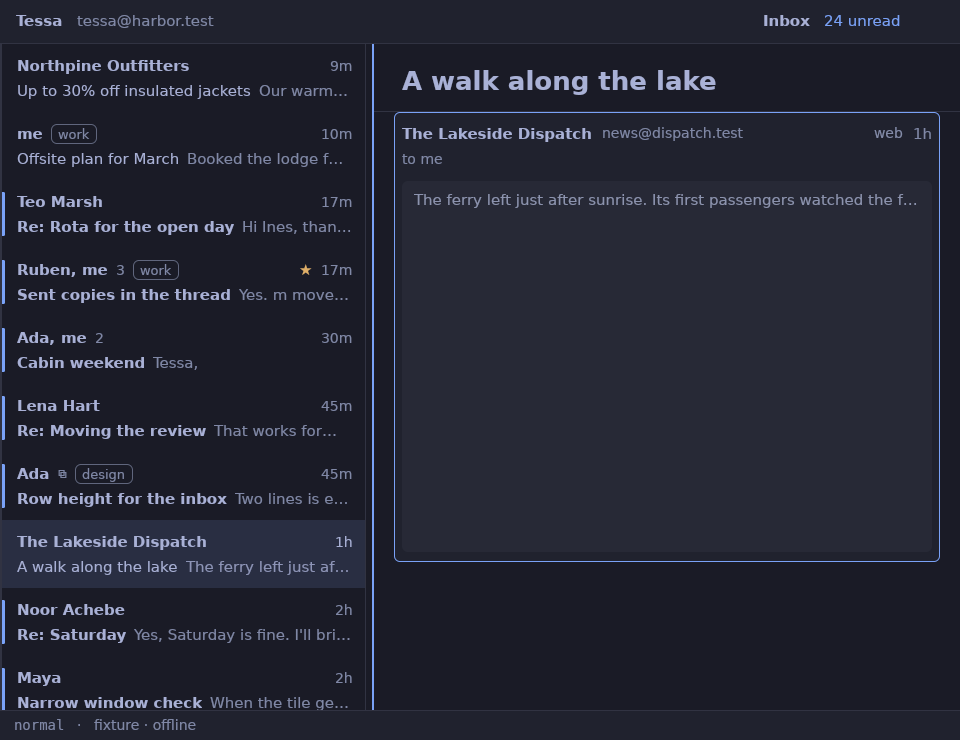 Tessa tessa@harbor.test Inbox 24 unread
Northpine Outfitters 9m
Up to 30% off insulated jackets Our warm…
me work 10m
Offsite plan for March Booked the lodge f…
Teo Marsh 17m
Re: Rota for the open day Hi Ines, than…
Ruben, me 3 work ★ 17m
Sent copies in the thread Yes. m move…
Ada, me 2 30m
Cabin weekend Tessa,
Lena Hart 45m
Re: Moving the review That works for…
Ada ⧉ design 45m
Row height for the inbox Two lines is e…
The Lakeside Dispatch 1h
A walk along the lake The ferry left just af…
Noor Achebe 2h
Re: Saturday Yes, Saturday is fine. I'll bri…
Maya 2h
Narrow window check When the tile ge…
A walk along the lake
The Lakeside Dispatch news@dispatch.test web 1h
to me
The ferry left just after sunrise. Its first passengers watched the f…
normal · fixture · offline